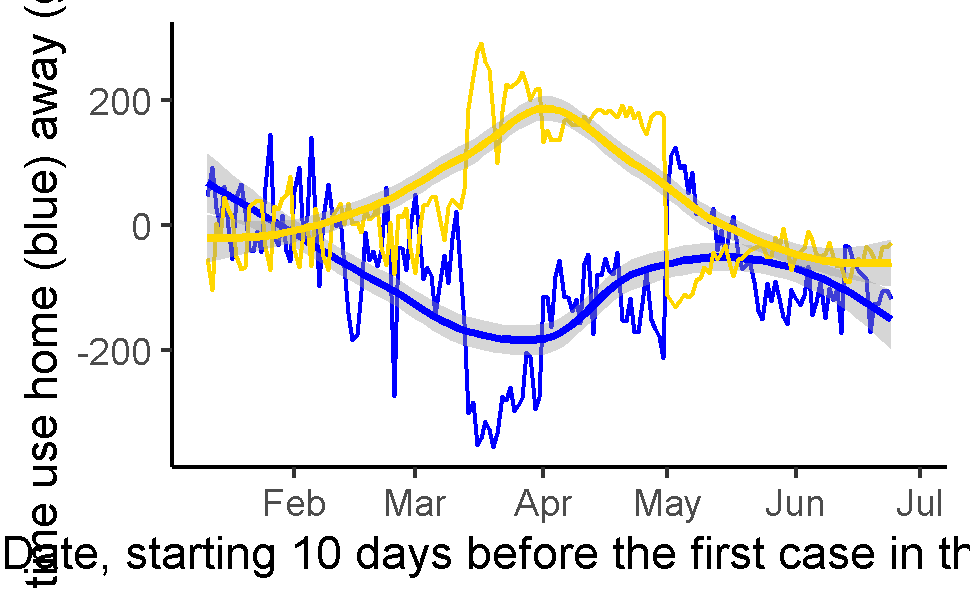 time use home (blue) away (
200
0
-200
Feb Mar Apr May Jun Jul
Date, starting 10 days before the first case in th